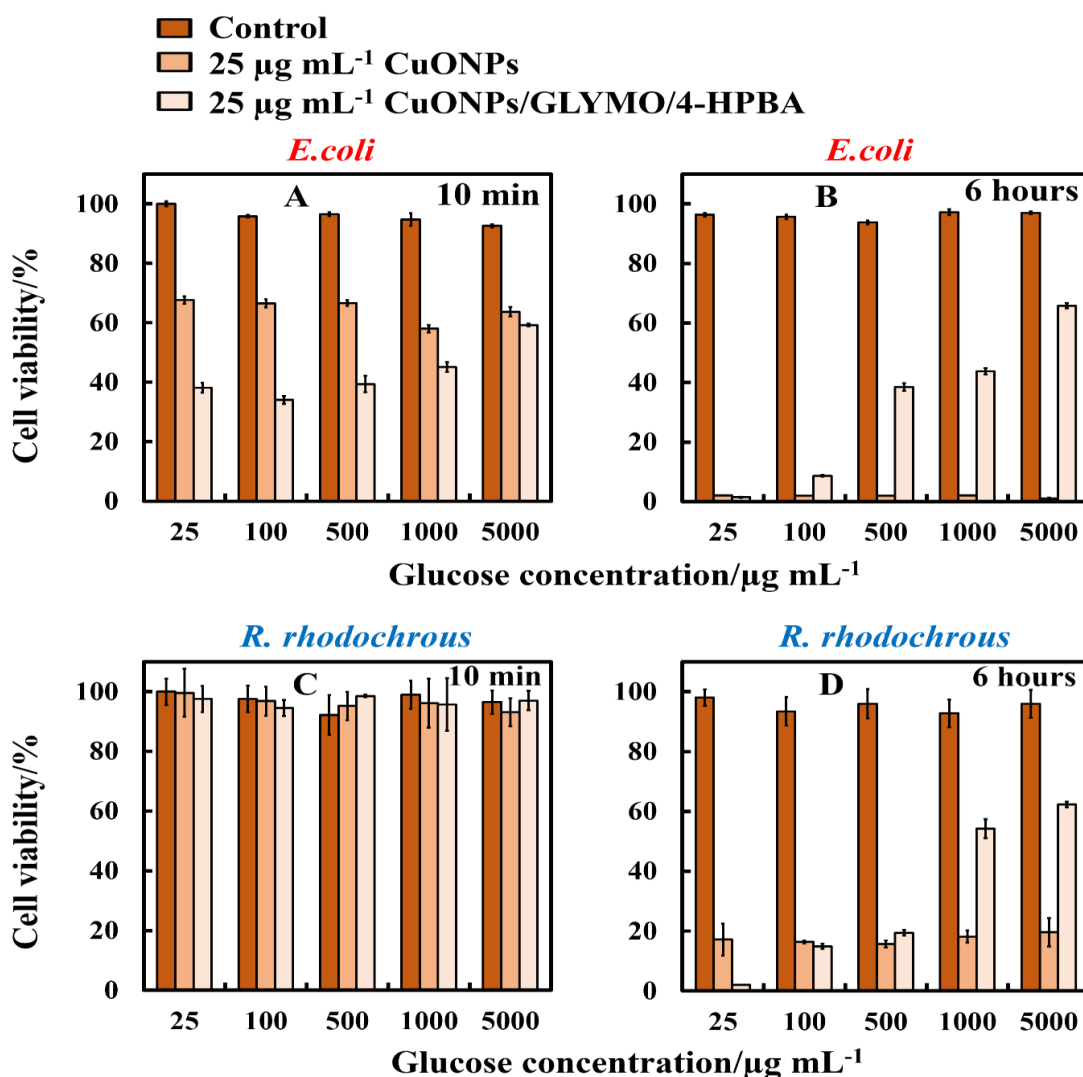 Control
25 µg mL⁻¹ CuONPs
25 µg mL⁻¹ CuONPs/GLYMO/4-HPBA
E.coli
A
10 min
Cell viability/%
100
80
60
40
20
0
25 100 500 1000 5000
E.coli
B
6 hours
100
80
60
40
20
0
25 100 500 1000 5000
Glucose concentration/µg mL⁻¹
R. rhodochrous
C
10 min
Cell viability/%
100
80
60
40
20
0
25 100 500 1000 5000
R. rhodochrous
D
6 hours
100
80
60
40
20
0
25 100 500 1000 5000
Glucose concentration/µg mL⁻¹